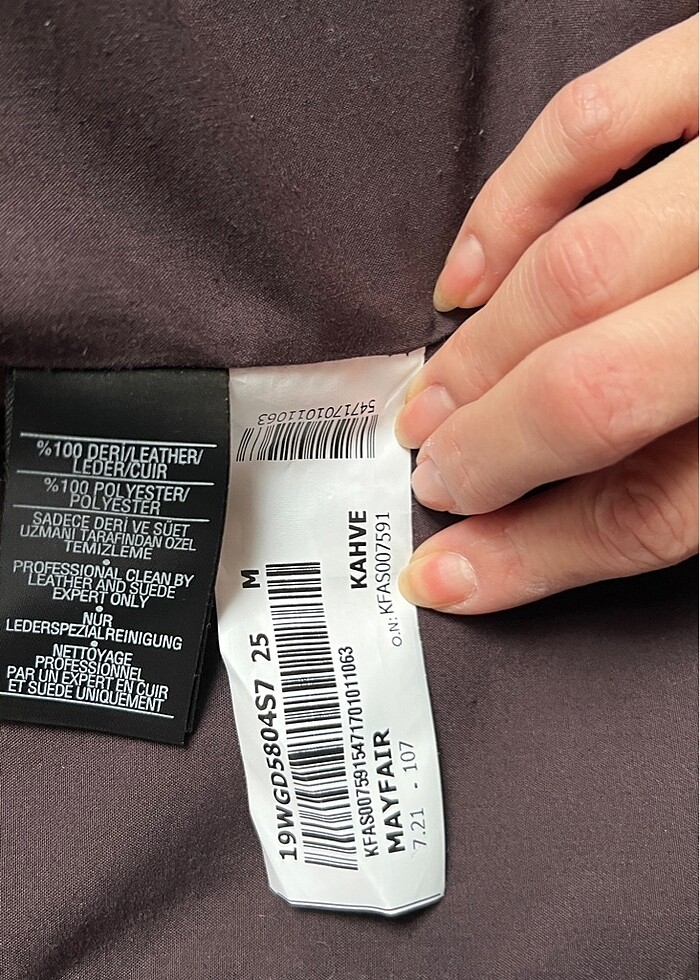 %100 DERİ/LEATHER/
LEDER/CUIR
%100 POLYESTER/
POLYESTER
SADECE DERİ VE SÜET
UZMANI TARAFINDAN ÖZEL
TEMİZLEME
•
PROFESSIONAL CLEAN BY
LEATHER AND SUEDE
EXPERT ONLY
•
NUR
LEDERSPEZIALREINIGUNG
•
NETTOYAGE
PROFESSIONNEL
PAR UN EXPERT EN CUIR
ET SUEDE UNIQUEMENT
5471701011063
19WGD5804S7 25 M
KFAS0075915471701011063
MAYFAIR KAHVE
7.21 - 107 O.N: KFAS007591